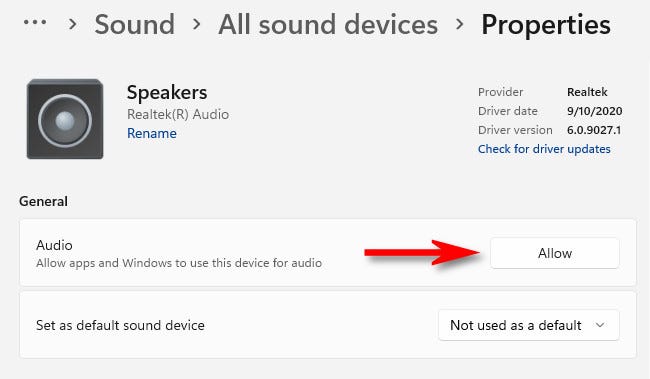 ··· > Sound > All sound devices > Properties
Speakers
Realtek(R) Audio
Rename
Provider Realtek
Driver date 9/10/2020
Driver version 6.0.9027.1
Check for driver updates
General
Audio
Allow apps and Windows to use this device for audio
Allow
Set as default sound device
Not used as a default